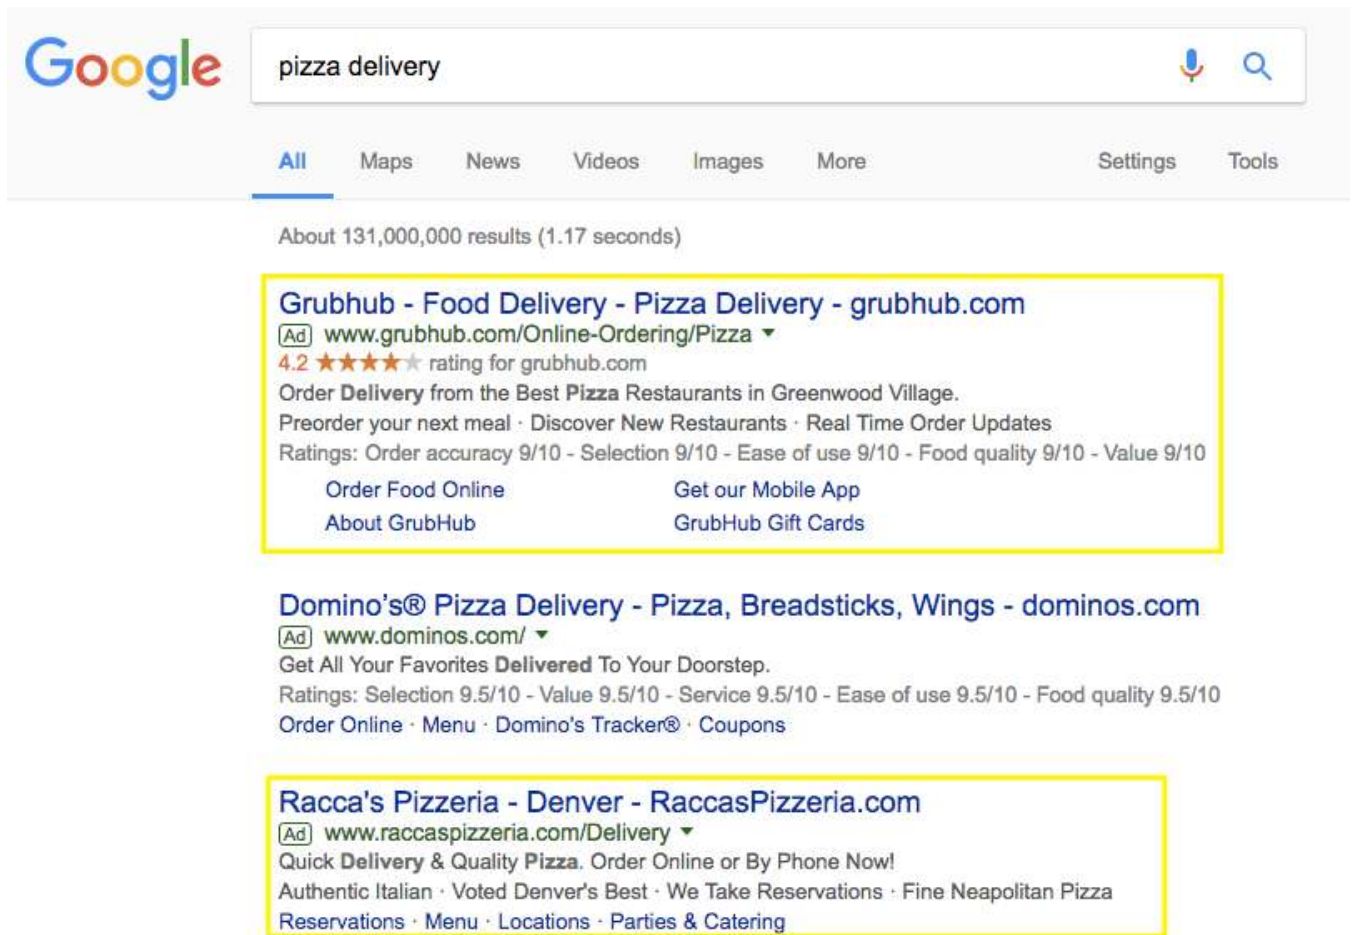 Google
pizza delivery
All Maps News Videos Images More Settings Tools
About 131,000,000 results (1.17 seconds)
Grubhub - Food Delivery - Pizza Delivery - grubhub.com
Ad www.grubhub.com/Online-Ordering/Pizza
4.2 rating for grubhub.com
Order Delivery from the Best Pizza Restaurants in Greenwood Village.
Preorder your next meal · Discover New Restaurants · Real Time Order Updates
Ratings: Order accuracy 9/10 - Selection 9/10 - Ease of use 9/10 - Food quality 9/10 - Value 9/10
Order Food Online Get our Mobile App
About GrubHub GrubHub Gift Cards
Domino's® Pizza Delivery - Pizza, Breadsticks, Wings - dominos.com
Ad www.dominos.com/
Get All Your Favorites Delivered To Your Doorstep.
Ratings: Selection 9.5/10 - Value 9.5/10 - Service 9.5/10 - Ease of use 9.5/10 - Food quality 9.5/10
Order Online · Menu · Domino's Tracker® · Coupons
Racca's Pizzeria - Denver - RaccasPizzeria.com
Ad www.raccaspizzeria.com/Delivery
Quick Delivery & Quality Pizza. Order Online or By Phone Now!
Authentic Italian · Voted Denver's Best · We Take Reservations · Fine Neapolitan Pizza
Reservations · Menu · Locations · Parties & Catering